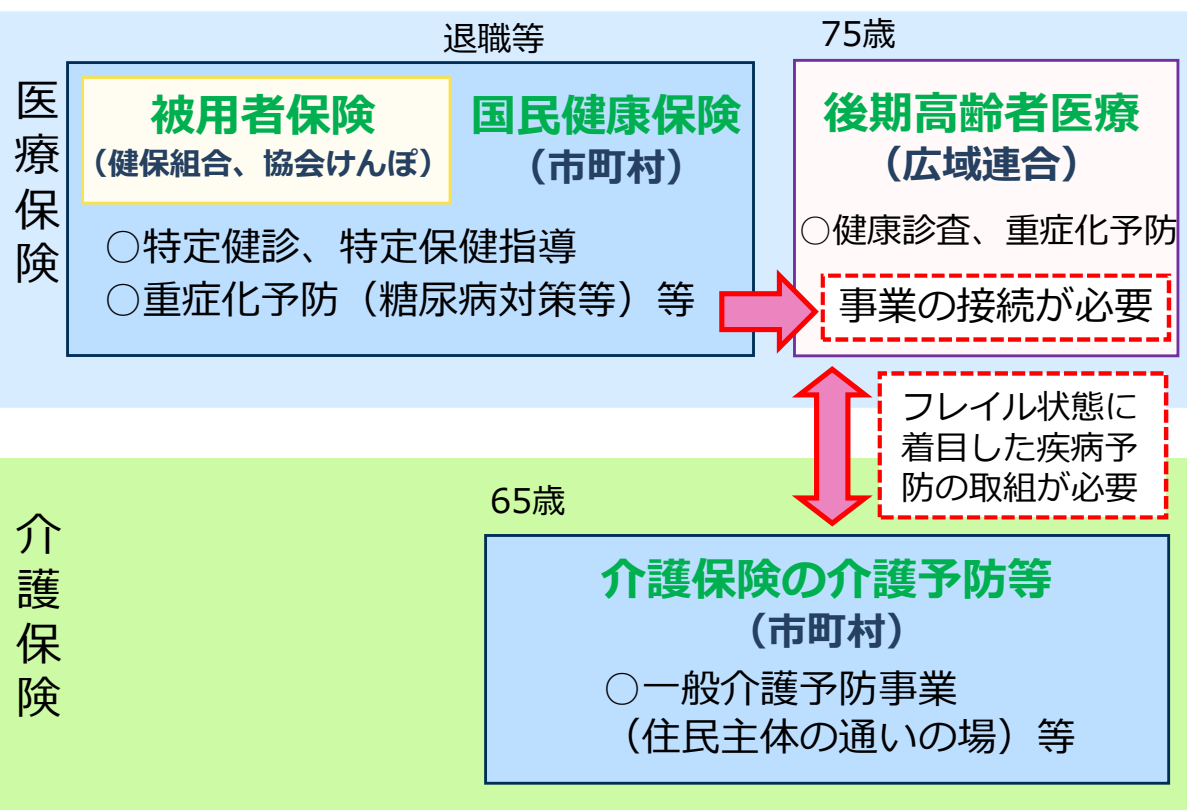 医療保険
退職等
75歳
被用者保険
（健保組合、協会けんぽ）
国民健康保険
（市町村）
○特定健診、特定保健指導
○重症化予防（糖尿病対策等）等
後期高齢者医療
（広域連合）
○健康診査、重症化予防
事業の接続が必要
フレイル状態に
着目した疾病予
防の取組が必要
介護保険
65歳
介護保険の介護予防等
（市町村）
○一般介護予防事業
（住民主体の通いの場）等